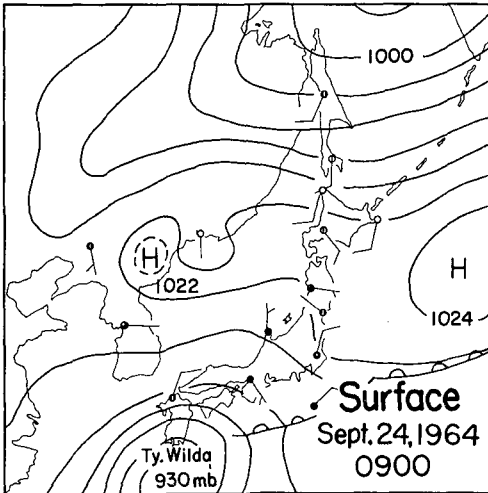 1000
H
1022
H
1024
Surface
Sept. 24, 1964
0900
Ty. Wilda
930 mb